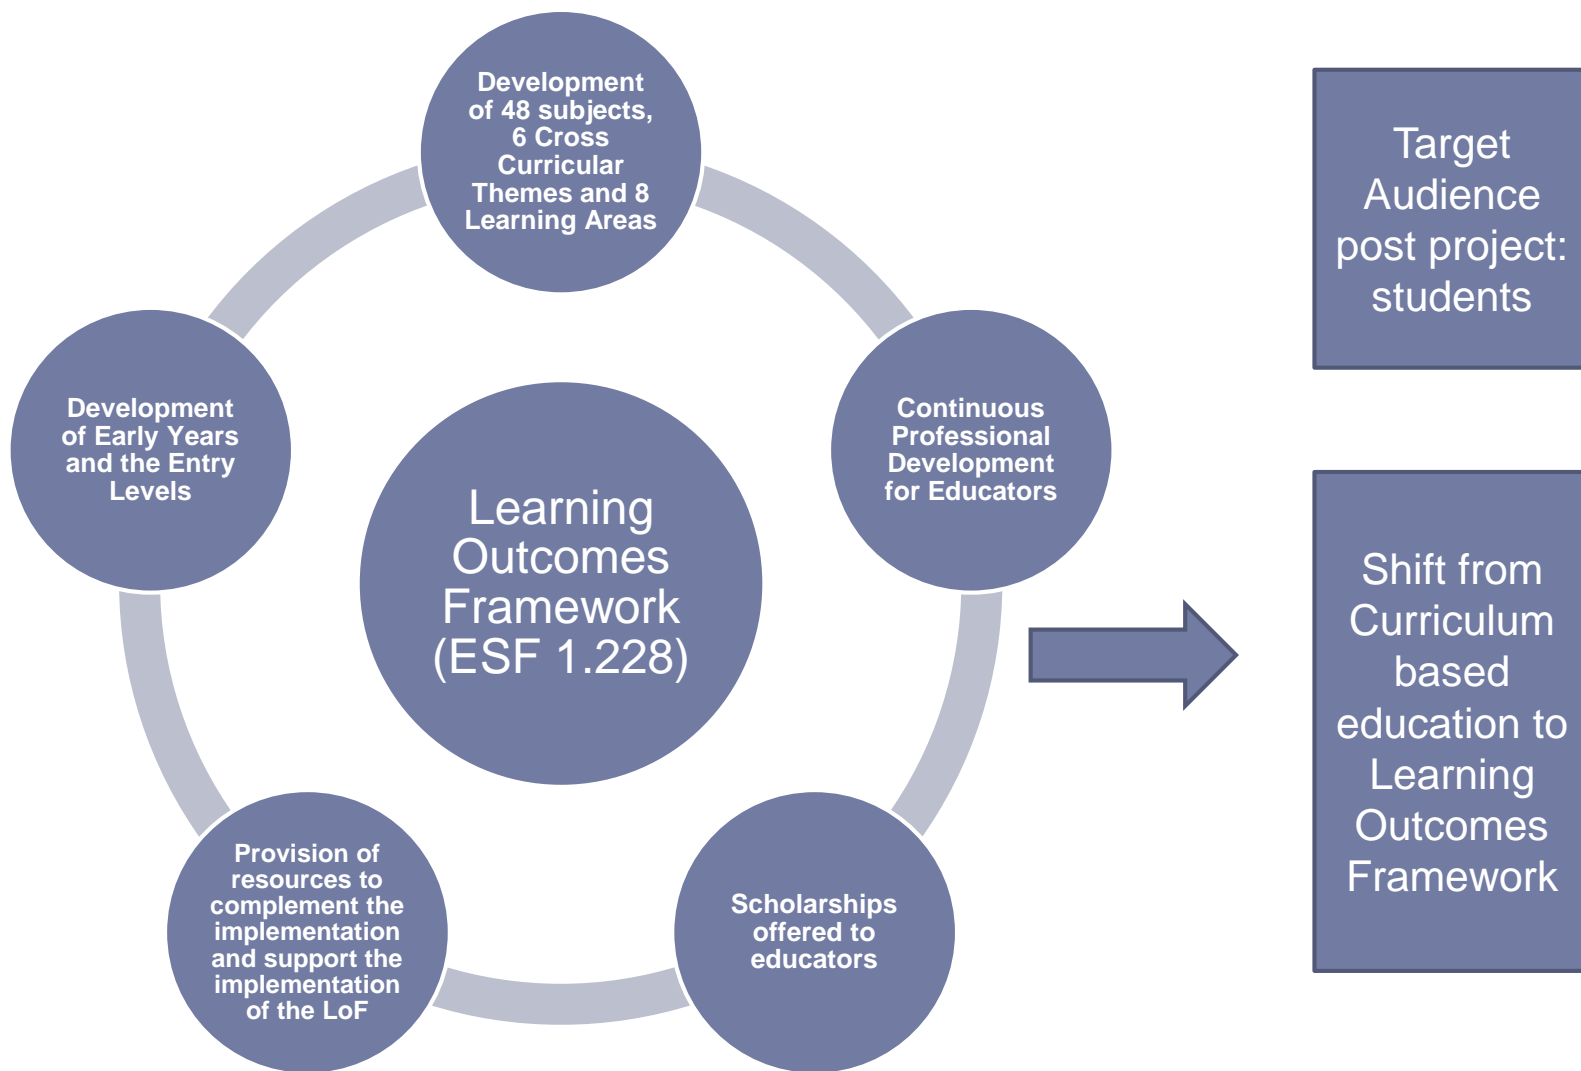 Development
of 48 subjects,
6 Cross
Curricular
Themes and 8
Learning Areas
Continuous
Professional
Development
for Educators
Scholarships
offered to
educators
Provision of
resources to
complement the
implementation
and support the
implementation
of the LoF
Development
of Early Years
and the Entry
Levels
Learning
Outcomes
Framework
(ESF 1.228)
Target
Audience
post project:
students
Shift from
Curriculum
based
education to
Learning
Outcomes
Framework